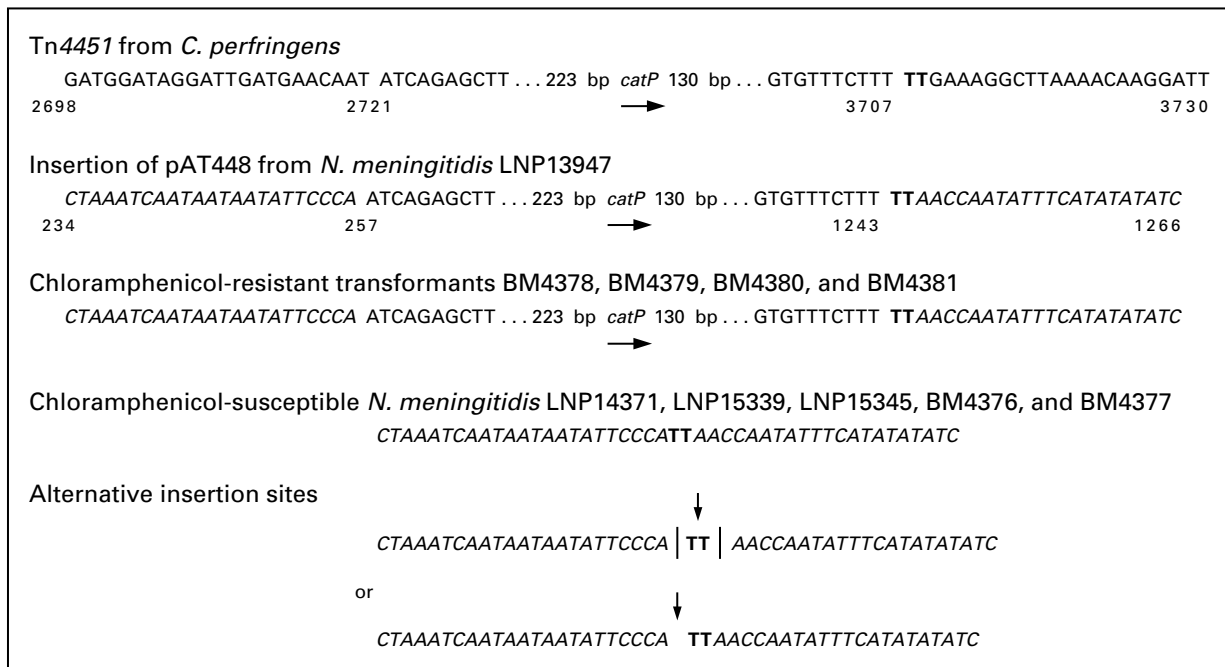 Tn4451 from C. perfringens
GATGGATAGGATTGATGAACAAT ATCAGAGCTT . . . 223 bp catP 130 bp . . . GTGTTTCTTT TTGAAAGGCTTAAAACAAGGATT
2698 2721 3707 3730
Insertion of pAT448 from N. meningitidis LNP13947
CTAAATCAATAATAATATTCCCA ATCAGAGCTT . . . 223 bp catP 130 bp . . . GTGTTTCTTT TTAACCAATATTTCATATATATC
234 257 1243 1266
Chloramphenicol-resistant transformants BM4378, BM4379, BM4380, and BM4381
CTAAATCAATAATAATATTCCCA ATCAGAGCTT . . . 223 bp catP 130 bp . . . GTGTTTCTTT TTAACCAATATTTCATATATATC
Chloramphenicol-susceptible N. meningitidis LNP14371, LNP15339, LNP15345, BM4376, and BM4377
CTAAATCAATAATAATATTCCCATTAACCAATATTTCATATATATC
Alternative insertion sites
CTAAATCAATAATAATATTCCCA | TT | AACCAATATTTCATATATATC
or
CTAAATCAATAATAATATTCCCA TTAACCAATATTTCATATATATC